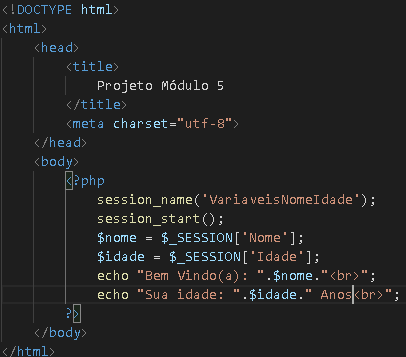 <!DOCTYPE html>
<html>
<head>
<title>
Projeto Módulo 5
</title>
<meta charset="utf-8">
</head>
<body>
<?php
session_name('VariaveisNomeIdade');
session_start();
$nome = $_SESSION['Nome'];
$idade = $_SESSION['Idade'];
echo "Bem Vindo(a): ".$nome."<br>";
echo "Sua idade: ".$idade." Anos<br>";
?>
</body>
</html>